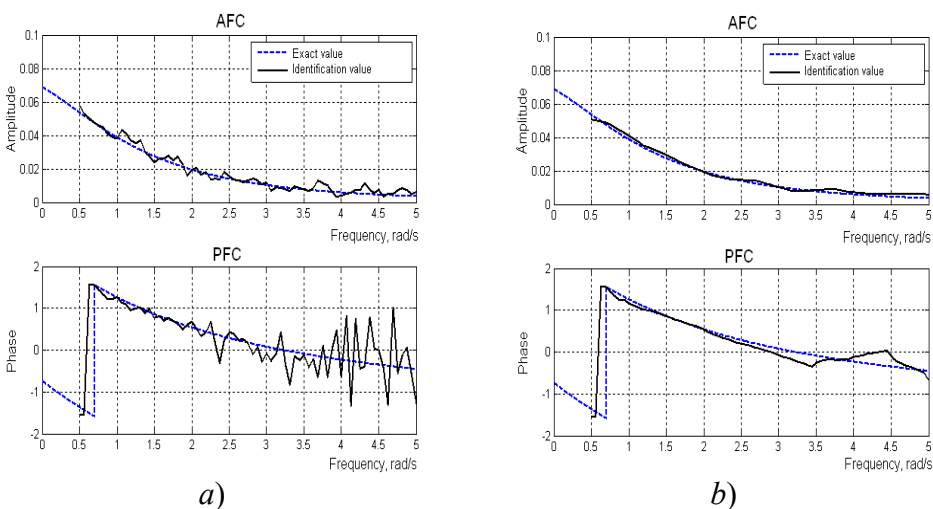 AFC
0.1
Exact value
Identification value
0.08
0.06
0.04
0.02
0
Amplitude
0 0.5 1 1.5 2 2.5 3 3.5 4 4.5 5
Frequency, rad/s
PFC
2
1
0
-1
-2
Phase
0 0.5 1 1.5 2 2.5 3 3.5 4 4.5 5
Frequency, rad/s
a)
AFC
0.1
Exact value
Identification value
0.08
0.06
0.04
0.02
0
Amplitude
0 0.5 1 1.5 2 2.5 3 3.5 4 4.5 5
Frequency, rad/s
PFC
2
1
0
-1
-2
Phase
0 0.5 1 1.5 2 2.5 3 3.5 4 4.5 5
Frequency, rad/s
b)